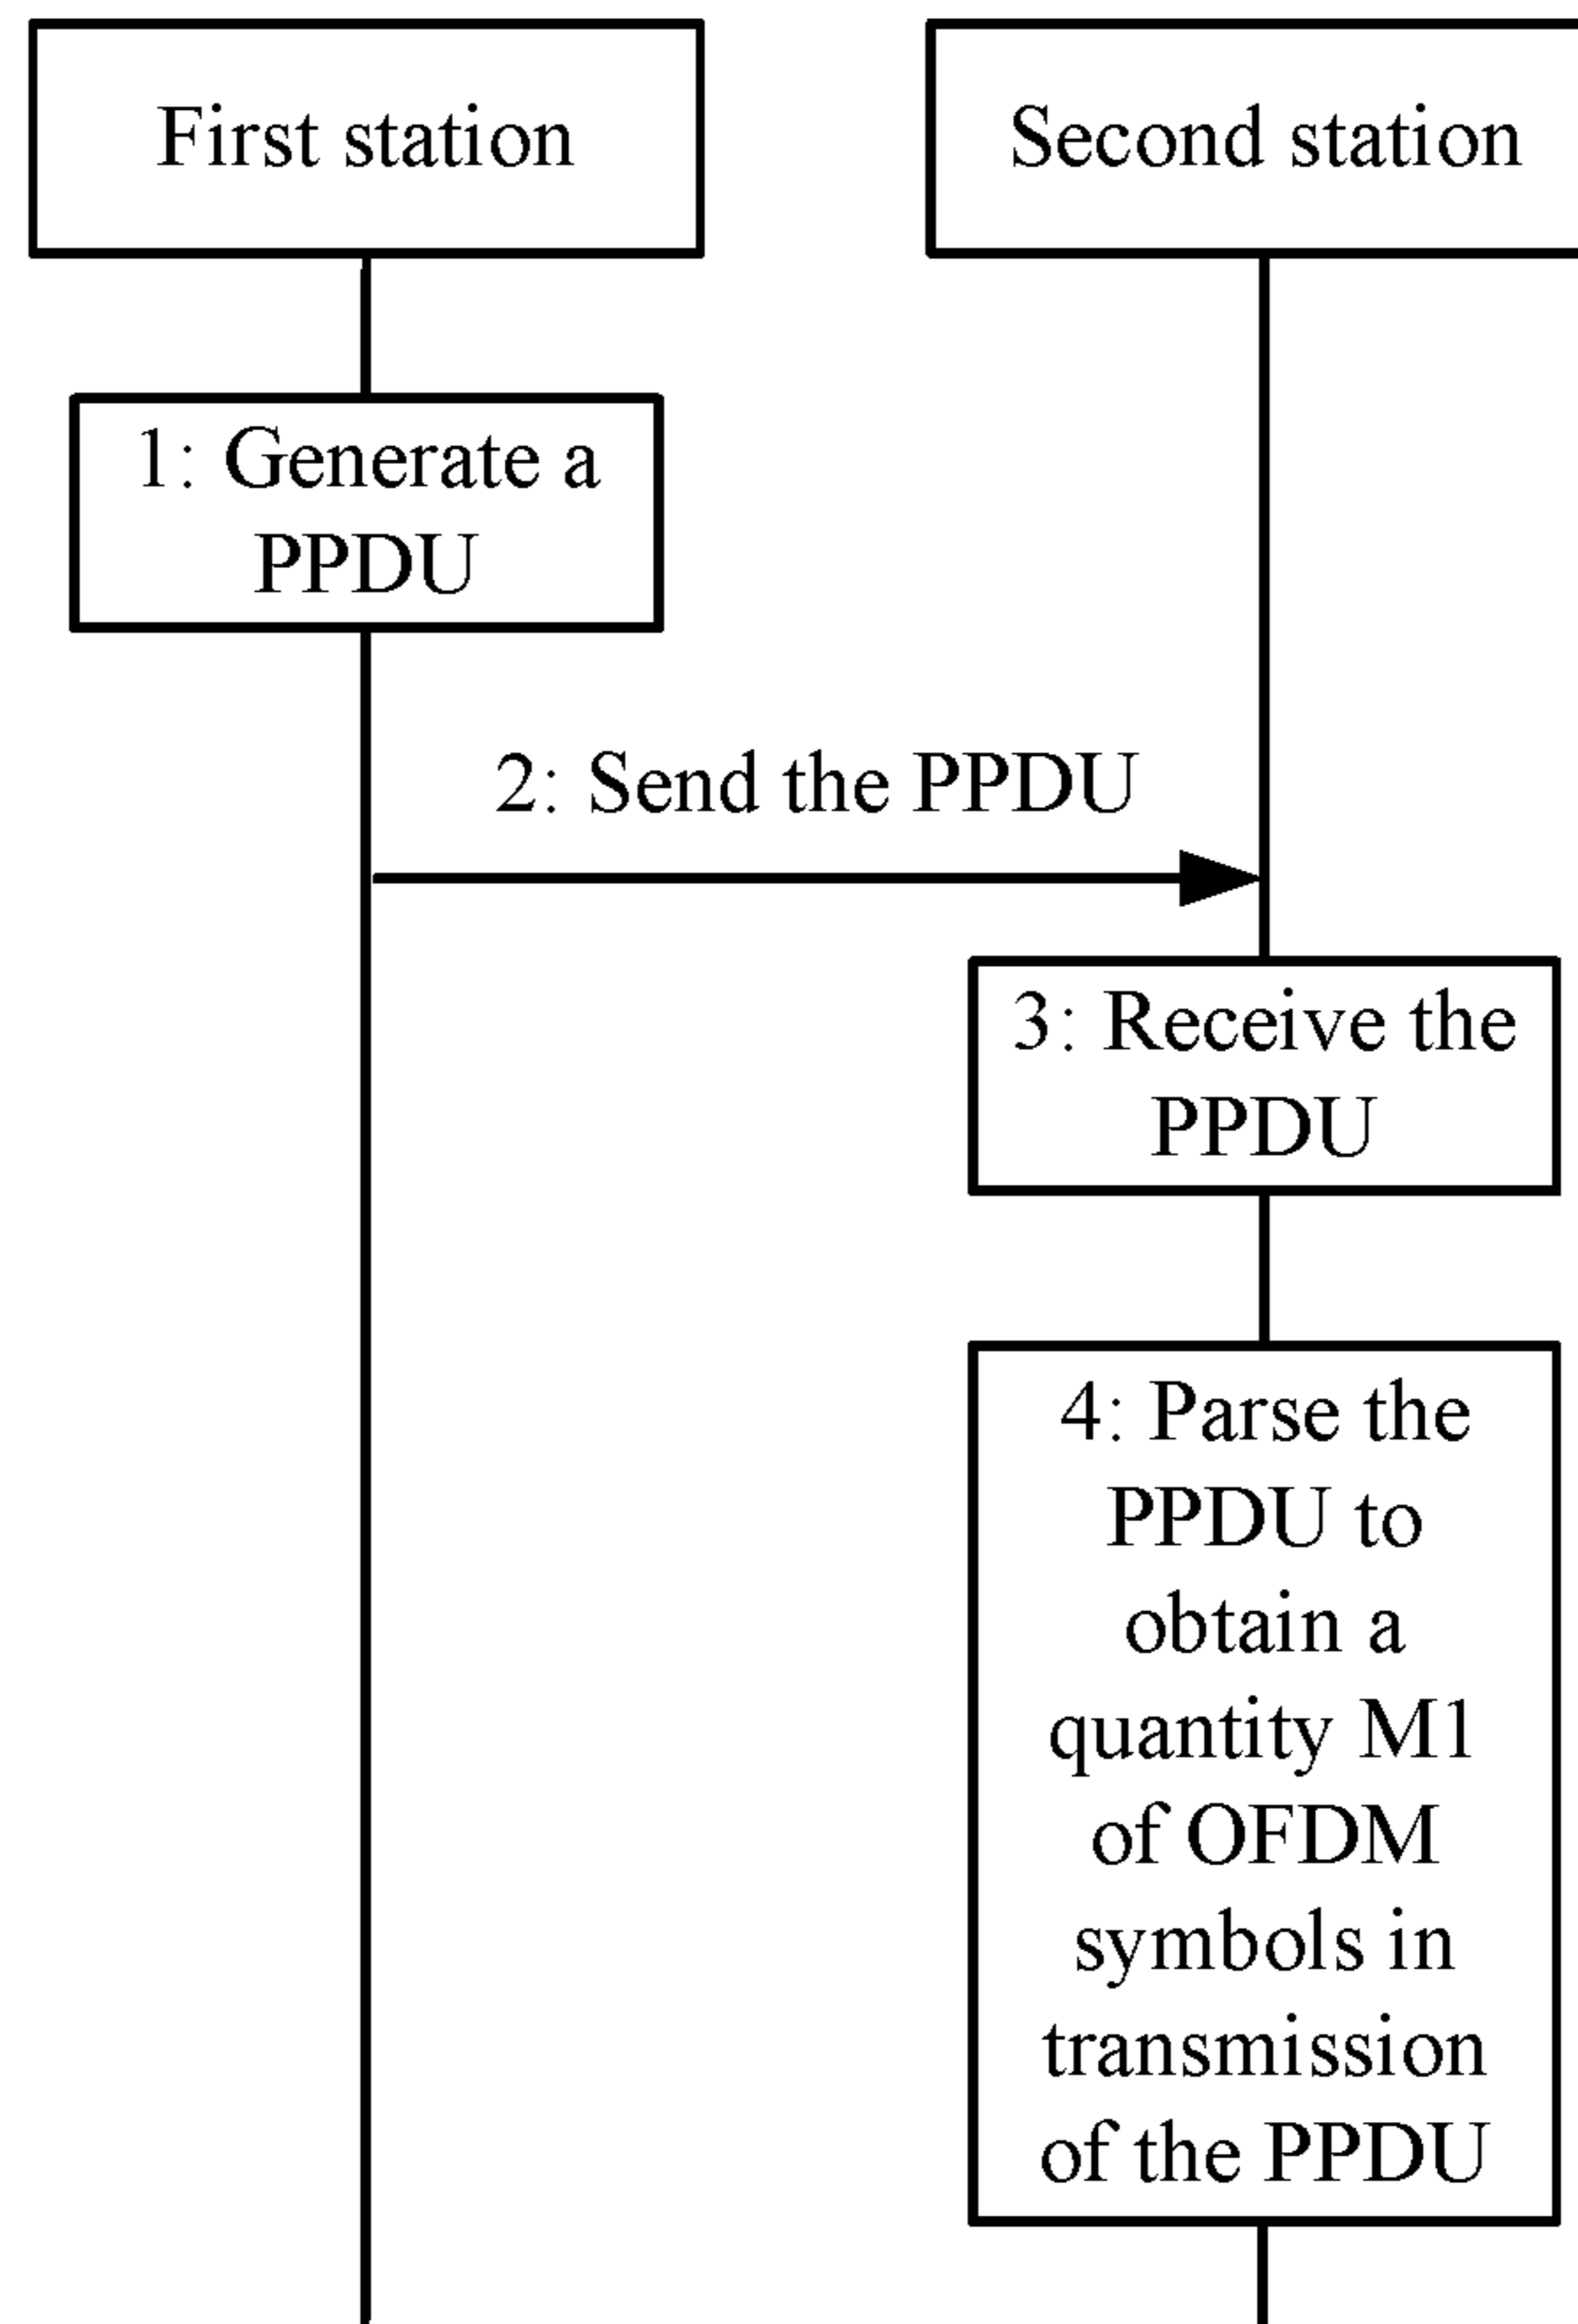 First station
Second station
1: Generate a
PPDU
2: Send the PPDU
3: Receive the
PPDU
4: Parse the
PPDU to
obtain a
quantity M1
of OFDM
symbols in
transmission
of the PPDU